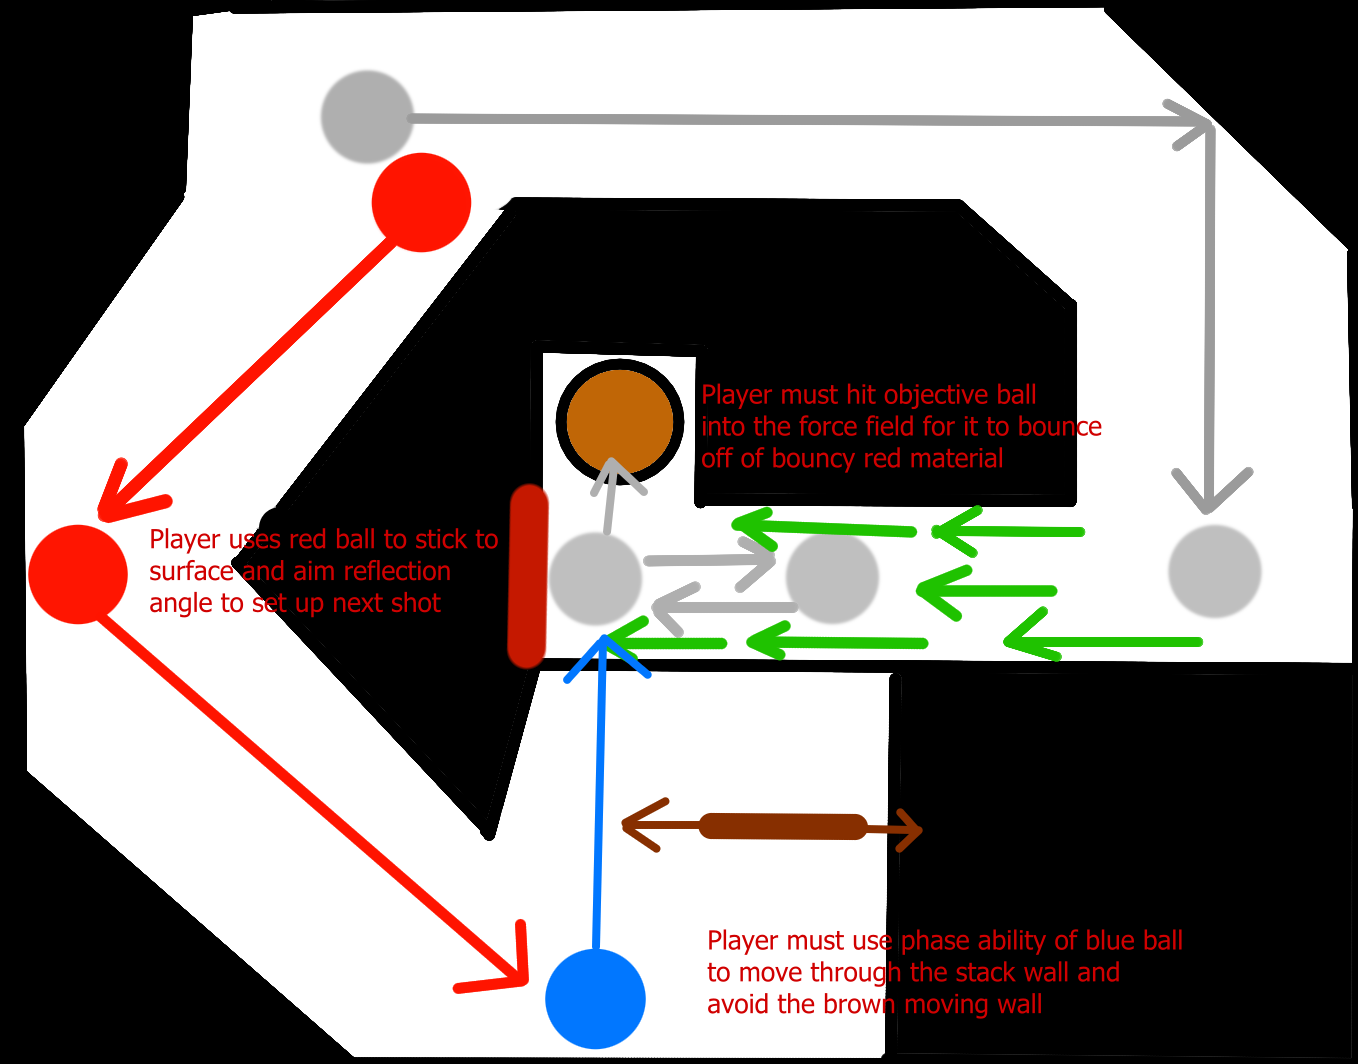 Player must hit objective ball
into the force field for it to bounce
off of bouncy red material
Player uses red ball to stick to
surface and aim reflection
angle to set up next shot
Player must use phase ability of blue ball
to move through the stack wall and
avoid the brown moving wall